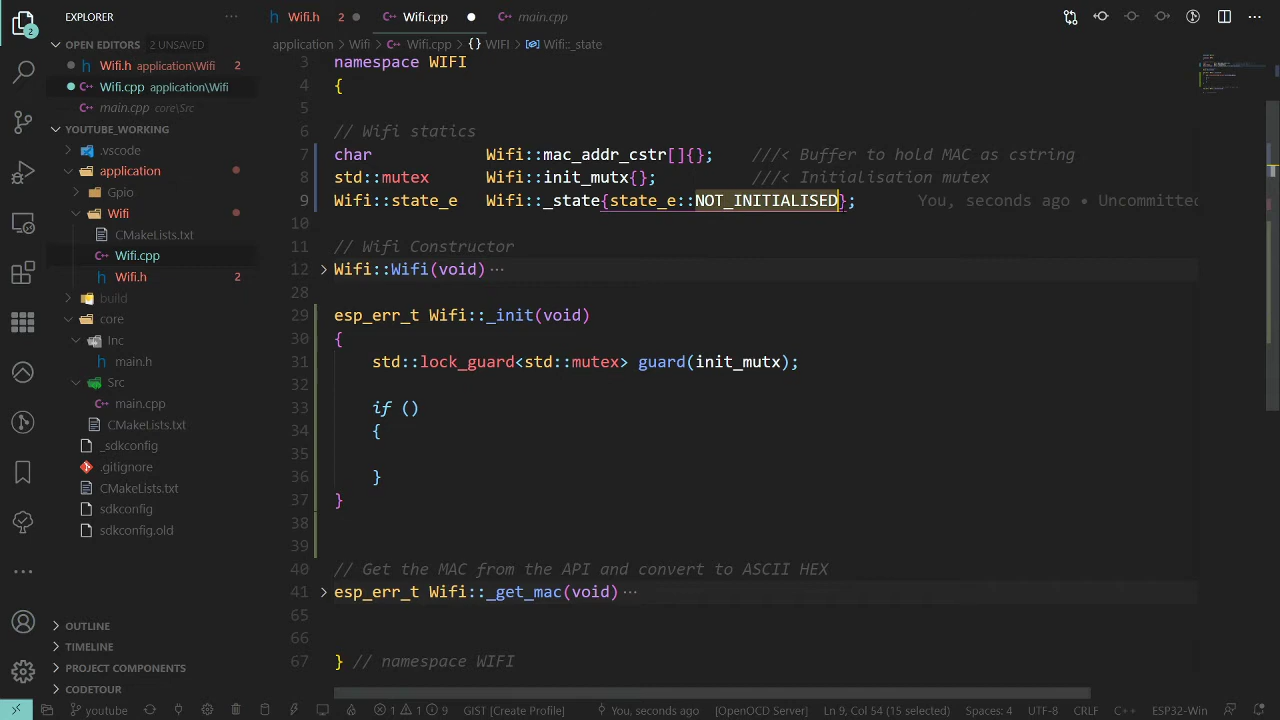 EXPLORER
OPEN EDITORS 2 UNSAVED
Wifi.h application\Wifi 2
Wifi.cpp application\Wifi
main.cpp core\Src
YOUTUBE_WORKING
.vscode
application
Gpio
Wifi
CMakeLists.txt
Wifi.cpp
Wifi.h 2
build
core
Inc
main.h
Src
main.cpp
CMakeLists.txt
_sdkconfig
.gitignore
CMakeLists.txt
sdkconfig
sdkconfig.old
OUTLINE
TIMELINE
PROJECT COMPONENTS
CODETOUR
2
Wifi.h 2 Wifi.cpp main.cpp
application > Wifi > Wifi.cpp > {} WIFI > Wifi::_state
3 namespace WIFI
4 {
5
6 // Wifi statics
7 char Wifi::mac_addr_cstr[]{}; ///< Buffer to hold MAC as cstring
8 std::mutex Wifi::init_mutx{}; ///< Initialisation mutex
9 Wifi::state_e Wifi::_state{state_e::NOT_INITIALISED}; You, seconds ago • Uncommitted
10
11 // Wifi Constructor
12 Wifi::Wifi(void) ···
28
29 esp_err_t Wifi::_init(void)
30 {
31 std::lock_guard<std::mutex> guard(init_mutx);
32
33 if ()
34 {
35
36 }
37 }
38
39
40 // Get the MAC from the API and convert to ASCII HEX
41 esp_err_t Wifi::_get_mac(void) ···
65
66
67 } // namespace WIFI
youtube 1 1 9 GIST [Create Profile] You, seconds ago [OpenOCD Server] Ln 9, Col 54 (15 selected) Spaces: 4 UTF-8 CRLF C++ ESP32-Win